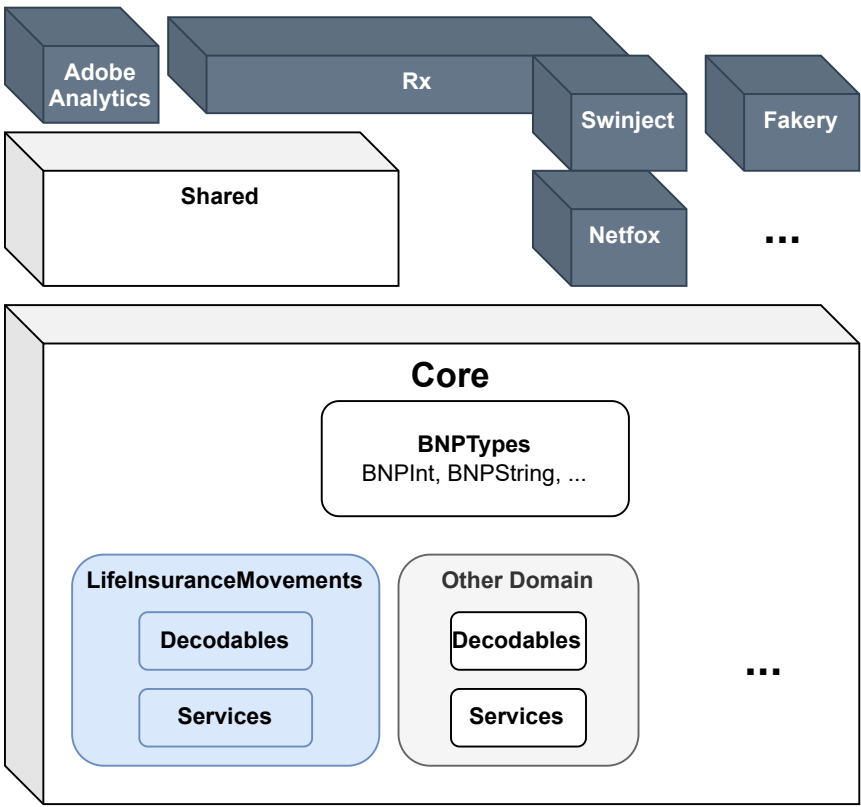 Adobe
Analytics
Rx
Swinject
Fakery
Shared
Netfox
...
Core
BNPTypes
BNPInt, BNPString, ...
LifeInsuranceMovements
Decodables
Services
Other Domain
Decodables
Services
...